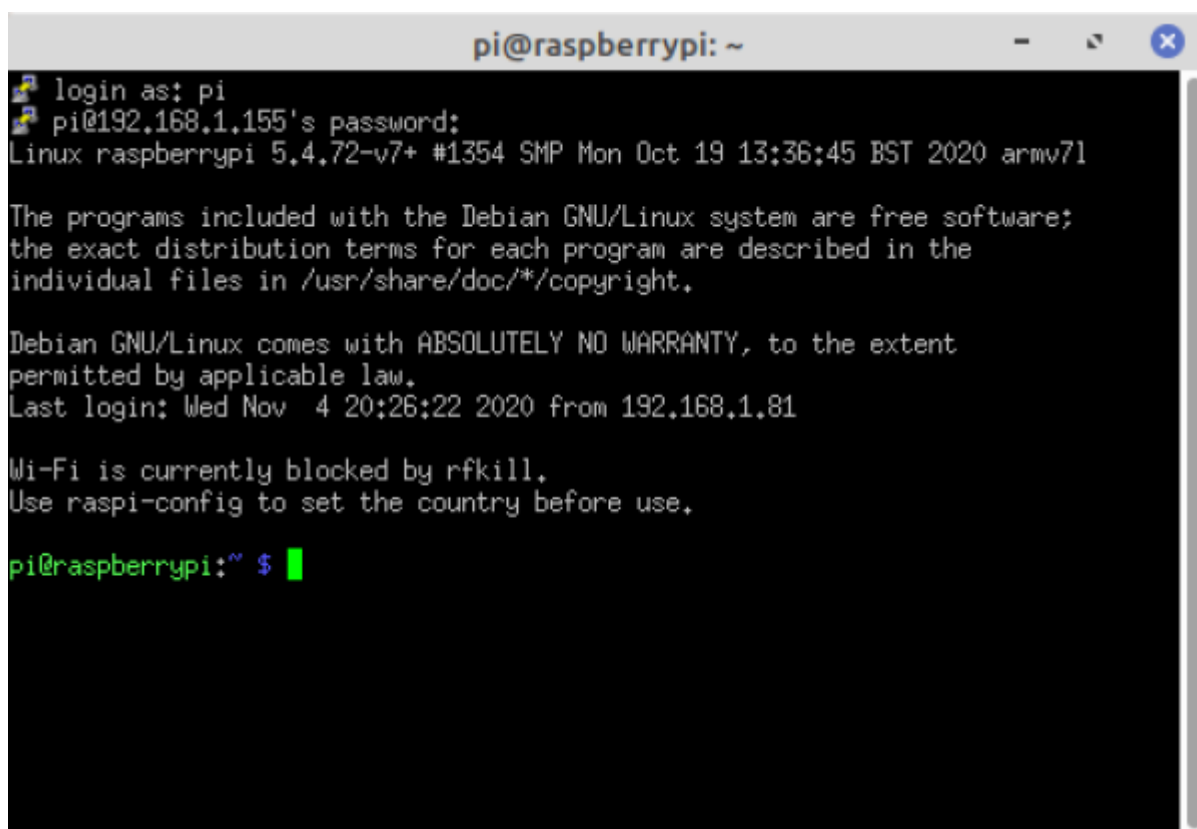 pi@raspberrypi: ~
login as: pi
pi@192.168.1.155's password:
Linux raspberrypi 5.4.72-v7+ #1354 SMP Mon Oct 19 13:36:45 BST 2020 armv7l
The programs included with the Debian GNU/Linux system are free software;
the exact distribution terms for each program are described in the
individual files in /usr/share/doc/*/copyright.
Debian GNU/Linux comes with ABSOLUTELY NO WARRANTY, to the extent
permitted by applicable law.
Last login: Wed Nov  4 20:26:22 2020 from 192.168.1.81
Wi-Fi is currently blocked by rfkill.
Use raspi-config to set the country before use.
pi@raspberrypi:~ $